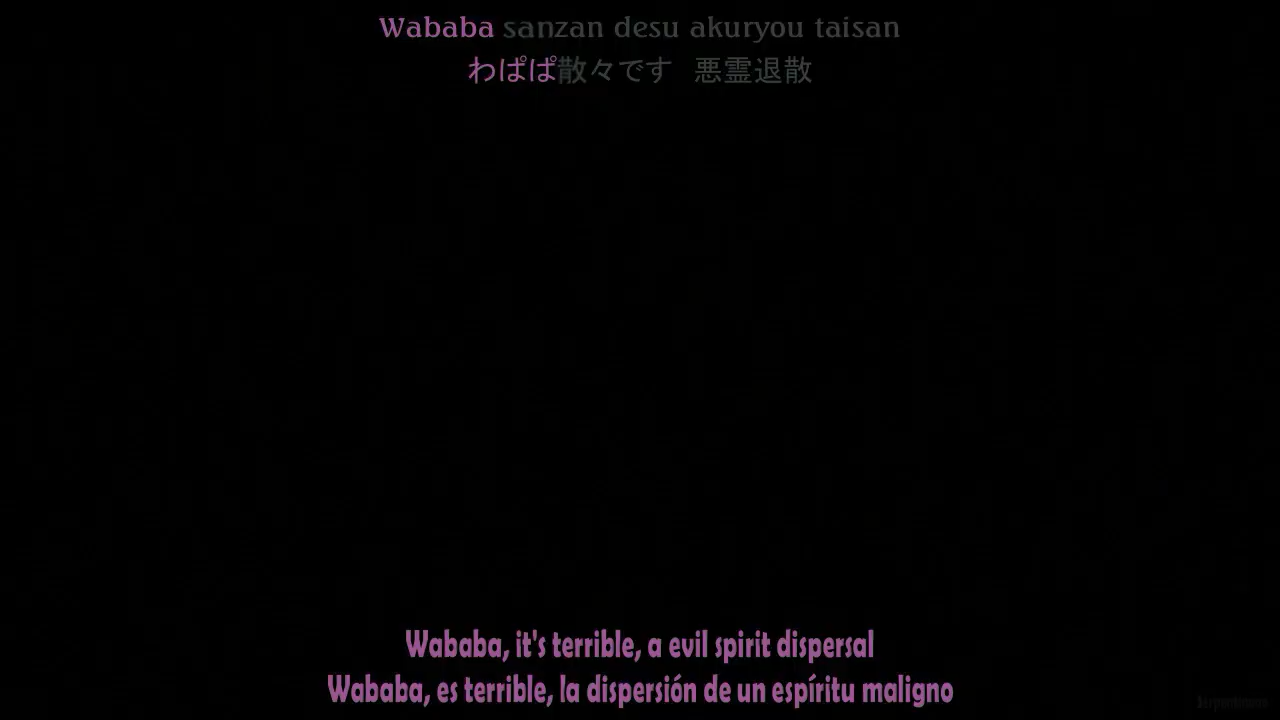 Wababa sanzan desu akuryou taisan
わぱぱ散々です 悪霊退散
Wababa, it's terrible, a evil spirit dispersal
Wababa, es terrible, la dispersión de un espíritu maligno